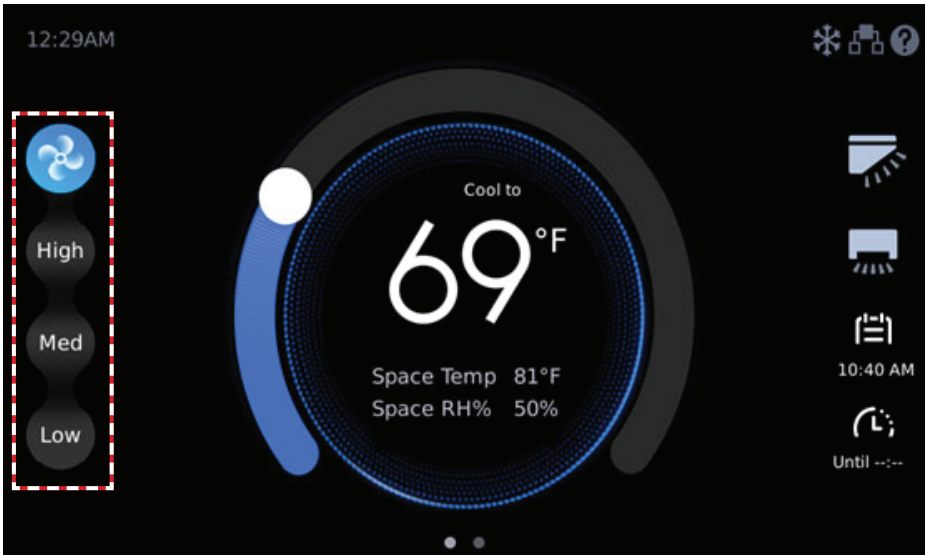 12:29AM
?
High
Med
Low
Cool to
69°F
Space Temp 81°F
Space RH% 50%
10:40 AM
Until --:--